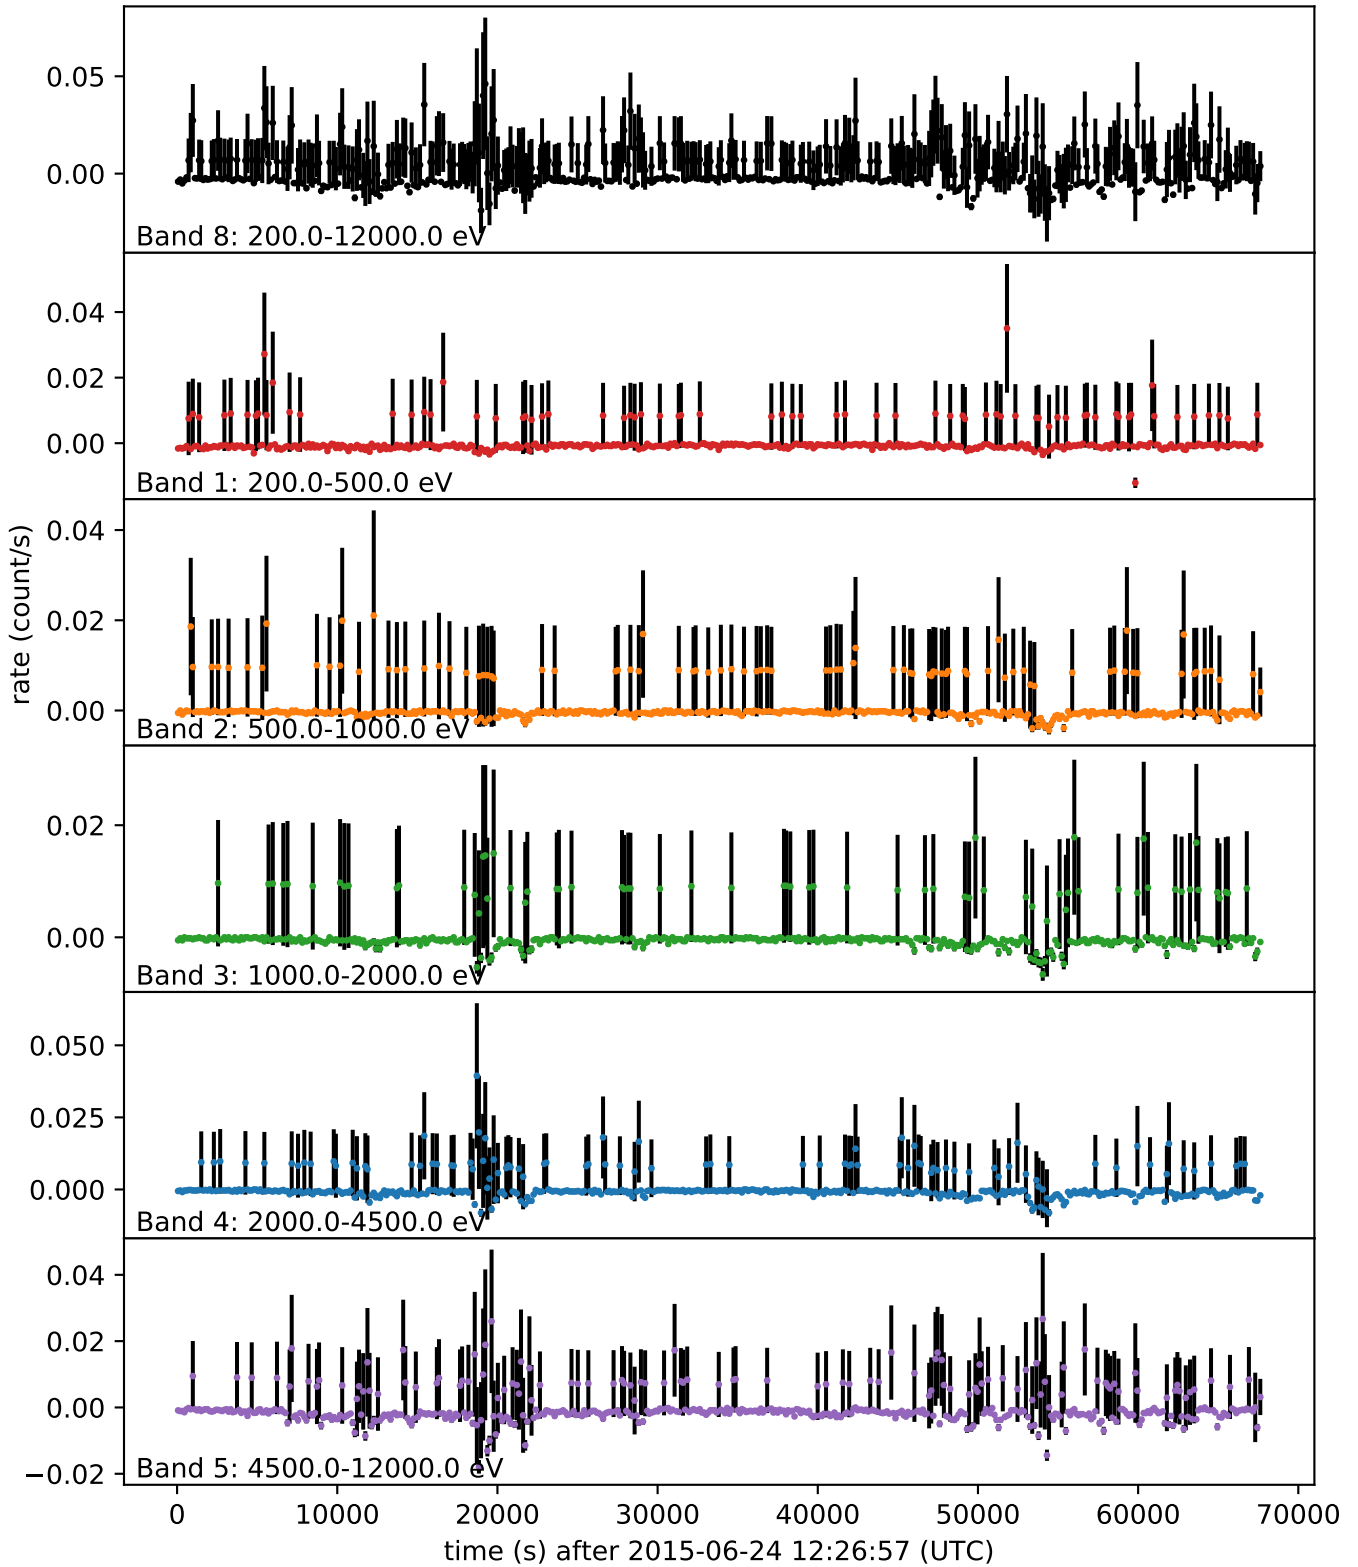 0.05
0.00
Band 8: 200.0-12000.0 eV
0.04
0.02
0.00
Band 1: 200.0-500.0 eV
rate (count/s)
0.04
0.02
0.00
Band 2: 500.0-1000.0 eV
0.02
0.00
Band 3: 1000.0-2000.0 eV
0.050
0.025
0.000
Band 4: 2000.0-4500.0 eV
0.04
0.02
0.00
−0.02
Band 5: 4500.0-12000.0 eV
0 10000 20000 30000 40000 50000 60000 70000
time (s) after 2015-06-24 12:26:57 (UTC)